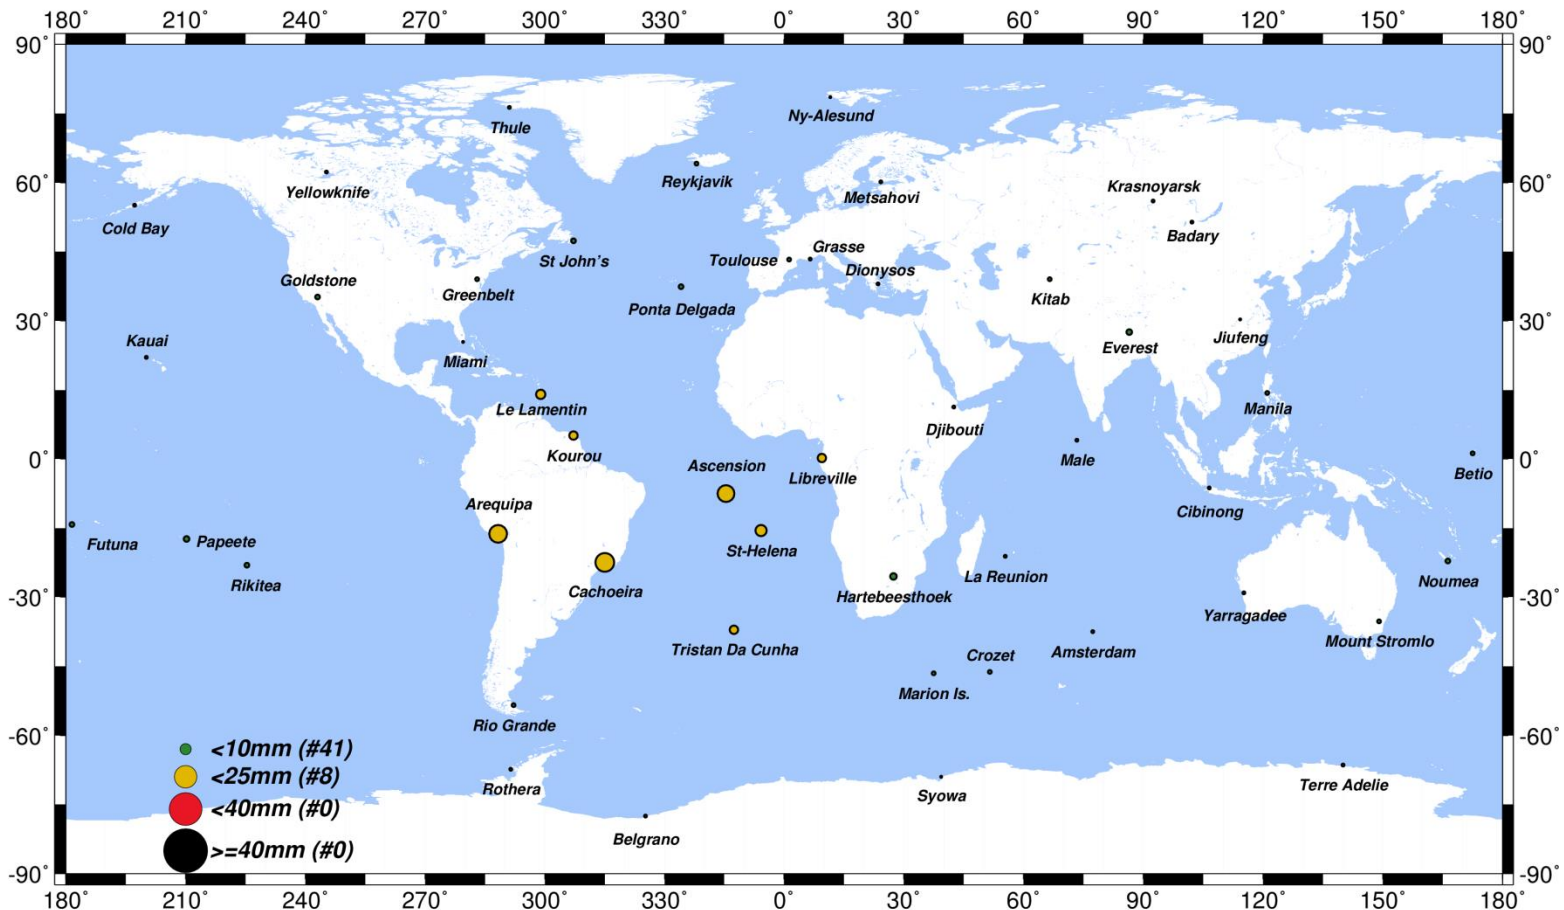 180° 210° 240° 270° 300° 330° 0° 30° 60° 90° 120° 150° 180°
90° 90°
Ny-Alesund
Thule
Reykjavik
60° 60°
Yellowknife
Metsahovi
Krasnoyarsk
Cold Bay
Badary
St John's
Toulouse
Grasse
Dionysos
Goldstone
Greenbelt
Kitab
Ponta Delgada
30° 30°
Kauai
Miami
Everest
Jiufeng
Le Lamentin
Manila
Djibouti
Kourou
0° 0°
Ascension
Male
Libreville
Betio
Arequipa
Cibinong
Futuna
Papeete
St-Helena
Rikitea
Cachoeira
La Reunion
Noumea
Hartebeesthoek
-30° -30°
Yarragadee
Mount Stromlo
Tristan Da Cunha
Crozet
Amsterdam
Marion Is.
Rio Grande
-60° -60°
<10mm (#41)
<25mm (#8)
Rothera
Syowa
Terre Adelie
<40mm (#0)
Belgrano
>=40mm (#0)
-90° -90°
180° 210° 240° 270° 300° 330° 0° 30° 60° 90° 120° 150° 180°